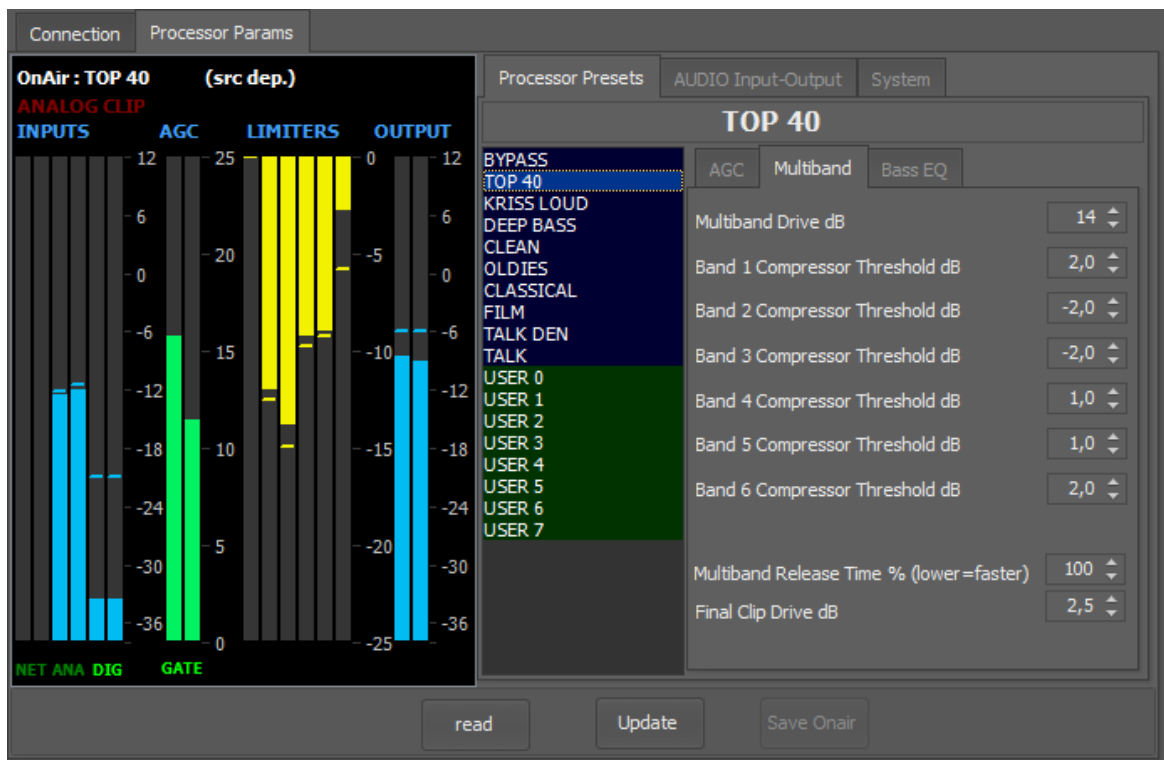 Connection Processor Params
OnAir : TOP 40 (src dep.)
ANALOG CLIP
INPUTS AGC LIMITERS OUTPUT
12 25 0 12
6 20 -5 6
0 0
-6 15 -10 -6
-12 -12
-18 10 -15 -18
-24 -24
-30 5 -20 -30
-36 0 -25 -36
NET ANA DIG GATE
Processor Presets AUDIO Input-Output System
TOP 40
BYPASS
TOP 40
KRISS LOUD
DEEP BASS
CLEAN
OLDIES
CLASSICAL
FILM
TALK DEN
TALK
USER 0
USER 1
USER 2
USER 3
USER 4
USER 5
USER 6
USER 7
AGC Multiband Bass EQ
Multiband Drive dB 14
Band 1 Compressor Threshold dB 2,0
Band 2 Compressor Threshold dB -2,0
Band 3 Compressor Threshold dB -2,0
Band 4 Compressor Threshold dB 1,0
Band 5 Compressor Threshold dB 1,0
Band 6 Compressor Threshold dB 2,0
Multiband Release Time % (lower=faster) 100
Final Clip Drive dB 2,5
read Update Save Onair